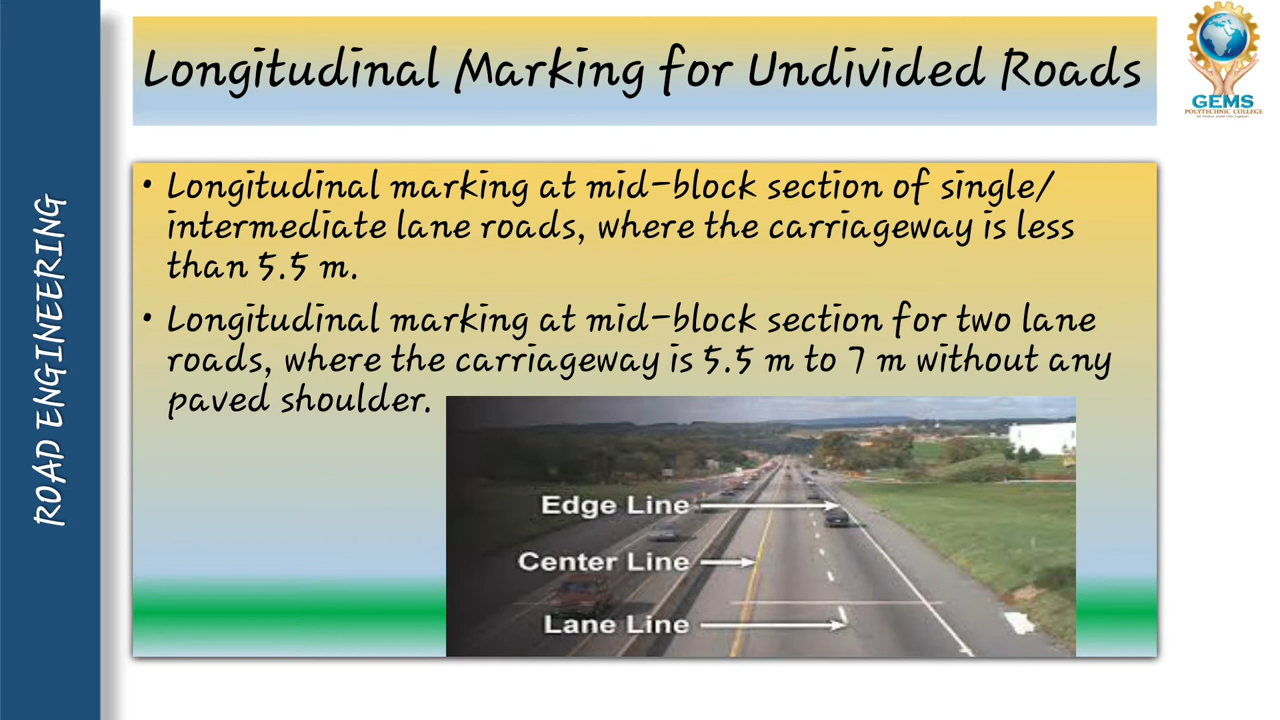 Longitudinal Marking for Undivided Roads
GEMS
POLYTECHNIC COLLEGE
ROAD ENGINEERING
• Longitudinal marking at mid-block section of single/
intermediate lane roads, where the carriageway is less
than 5.5 m.
• Longitudinal marking at mid-block section for two lane
roads, where the carriageway is 5.5 m to 7 m without any
paved shoulder.
Edge Line
Center Line
Lane Line